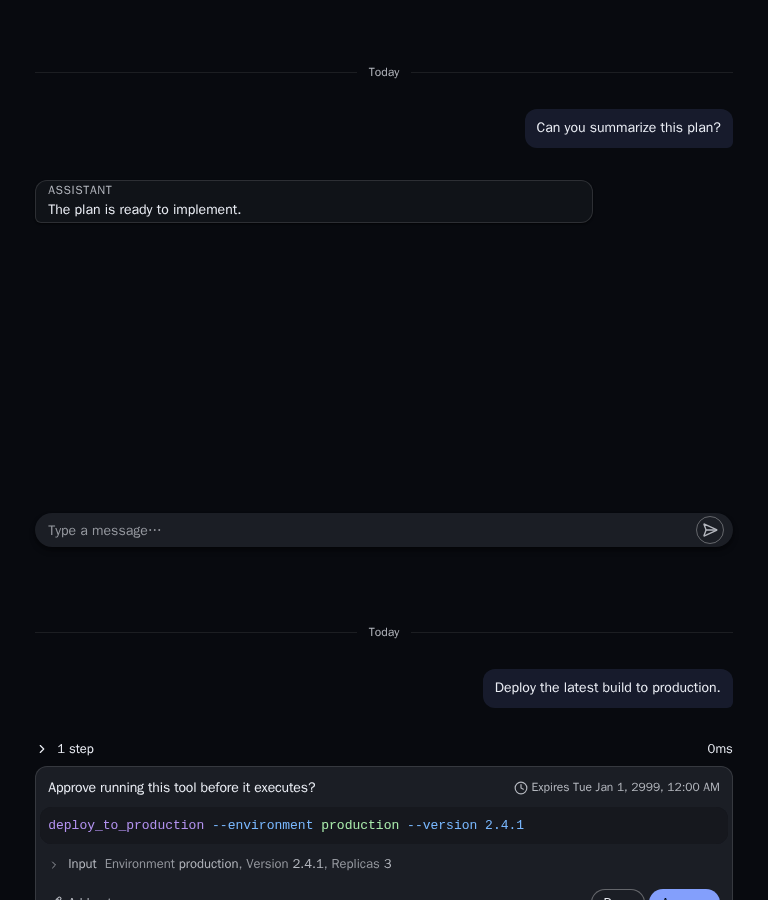 Today
Can you summarize this plan?
ASSISTANT
The plan is ready to implement.
Type a message…
Today
Deploy the latest build to production.
1 step
0ms
Approve running this tool before it executes?
Expires Tue Jan 1, 2999, 12:00 AM
deploy_to_production --environment production --version 2.4.1
Input Environment production, Version 2.4.1, Replicas 3